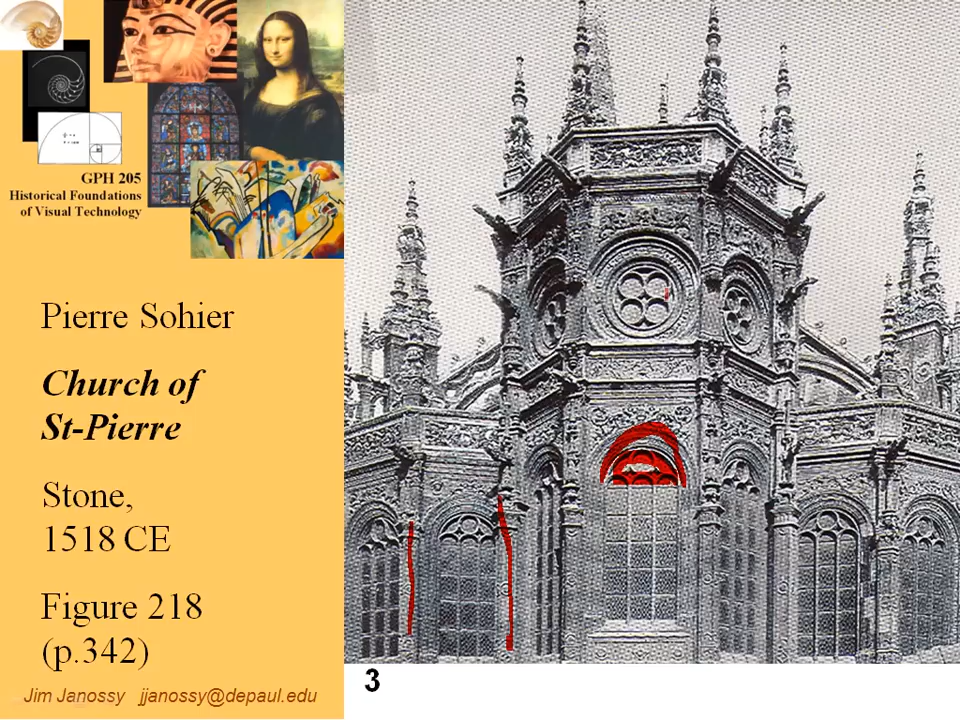 GPH 205
Historical Foundations
of Visual Technology
Pierre Sohier
Church of
St-Pierre
Stone,
1518 CE
Figure 218
(p.342)
Jim Janossy jjanossy@depaul.edu
3